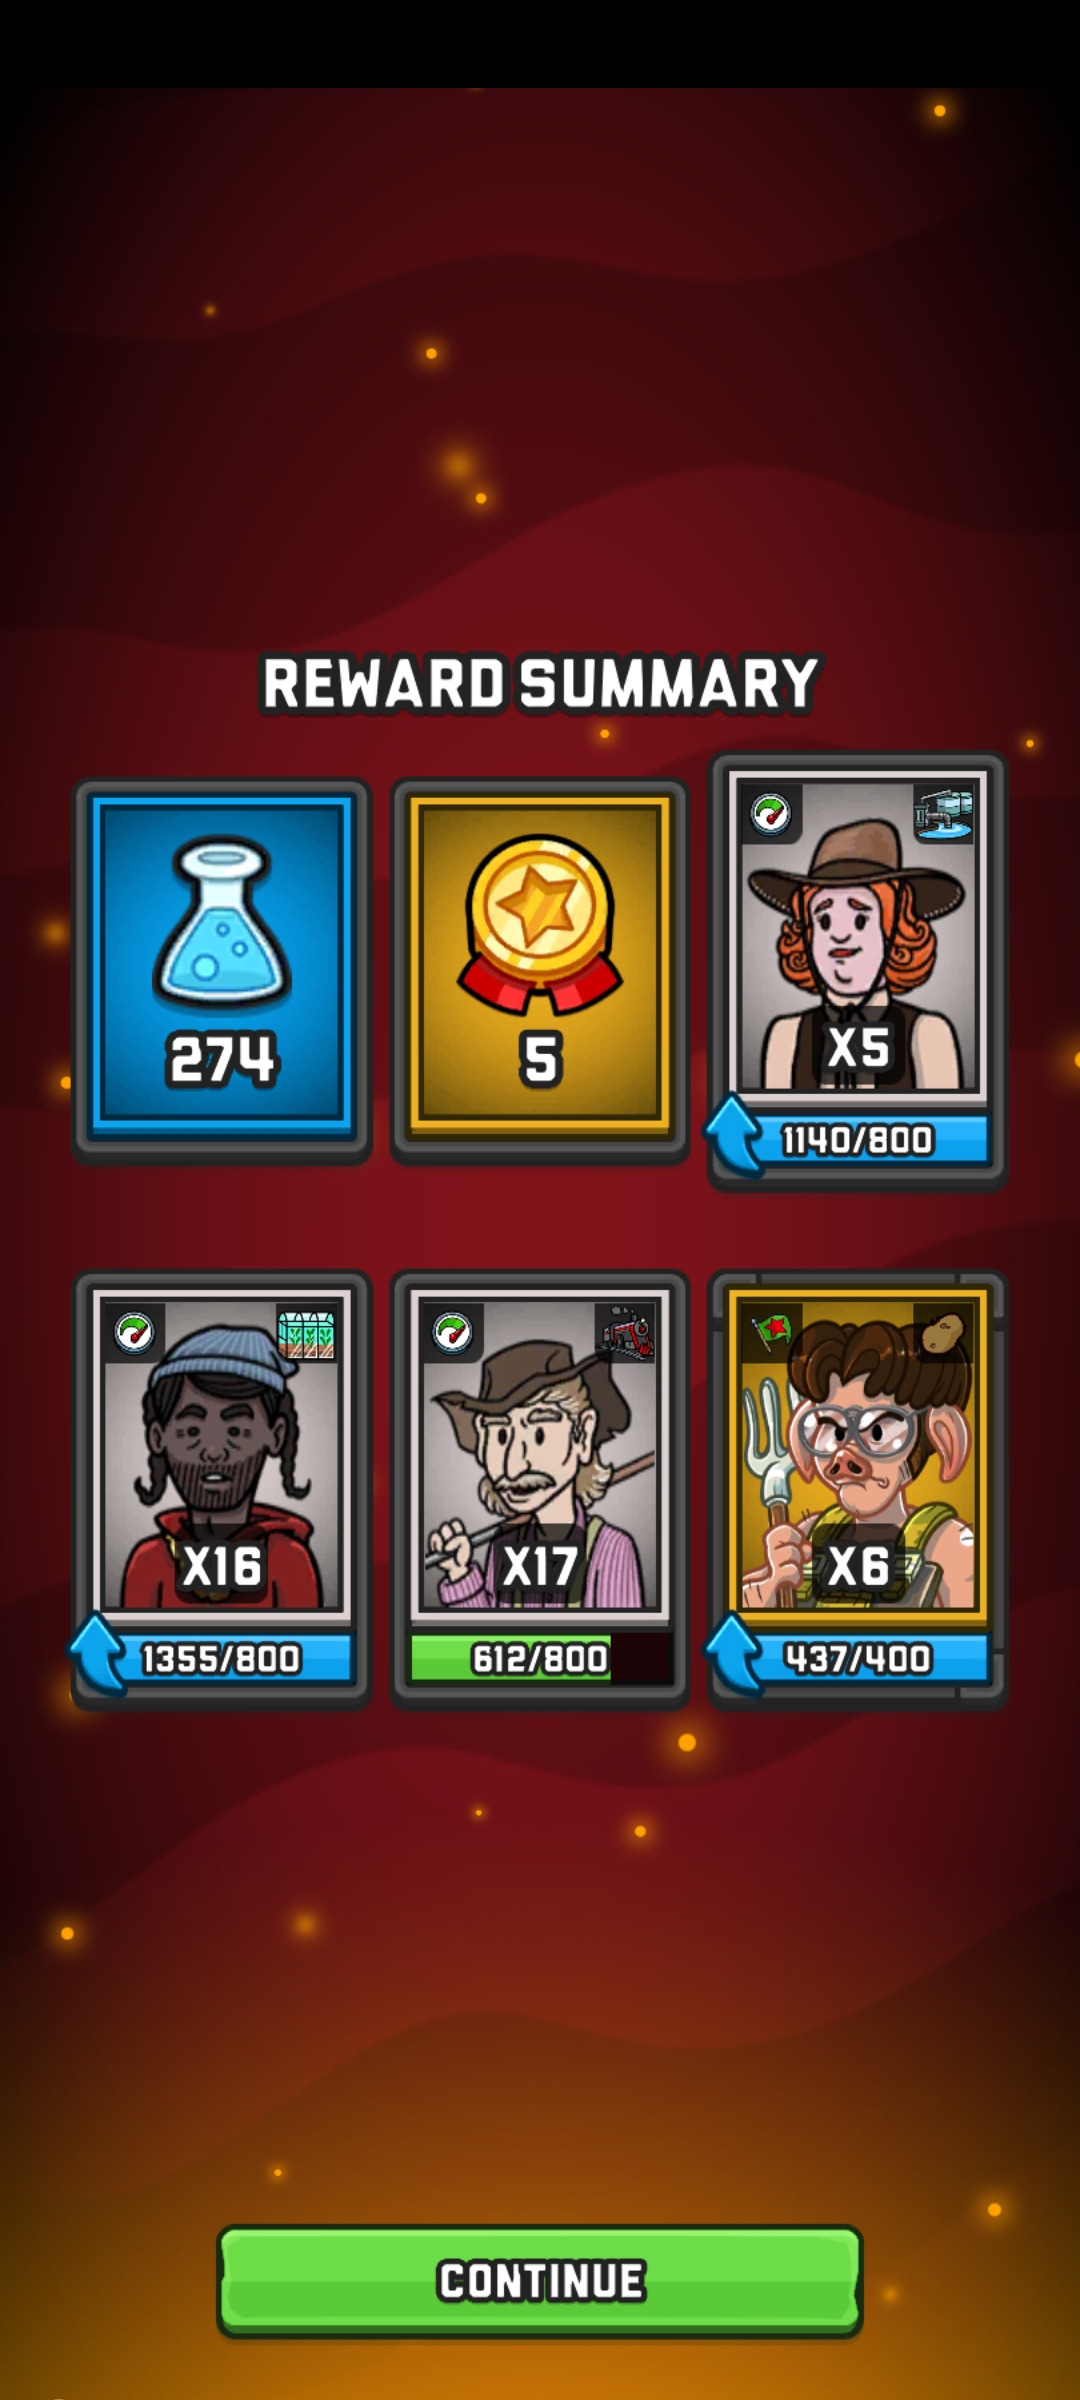 REWARD SUMMARY
274
5
X5
1140/800
X16
1355/800
X17
612/800
X6
437/400
CONTINUE